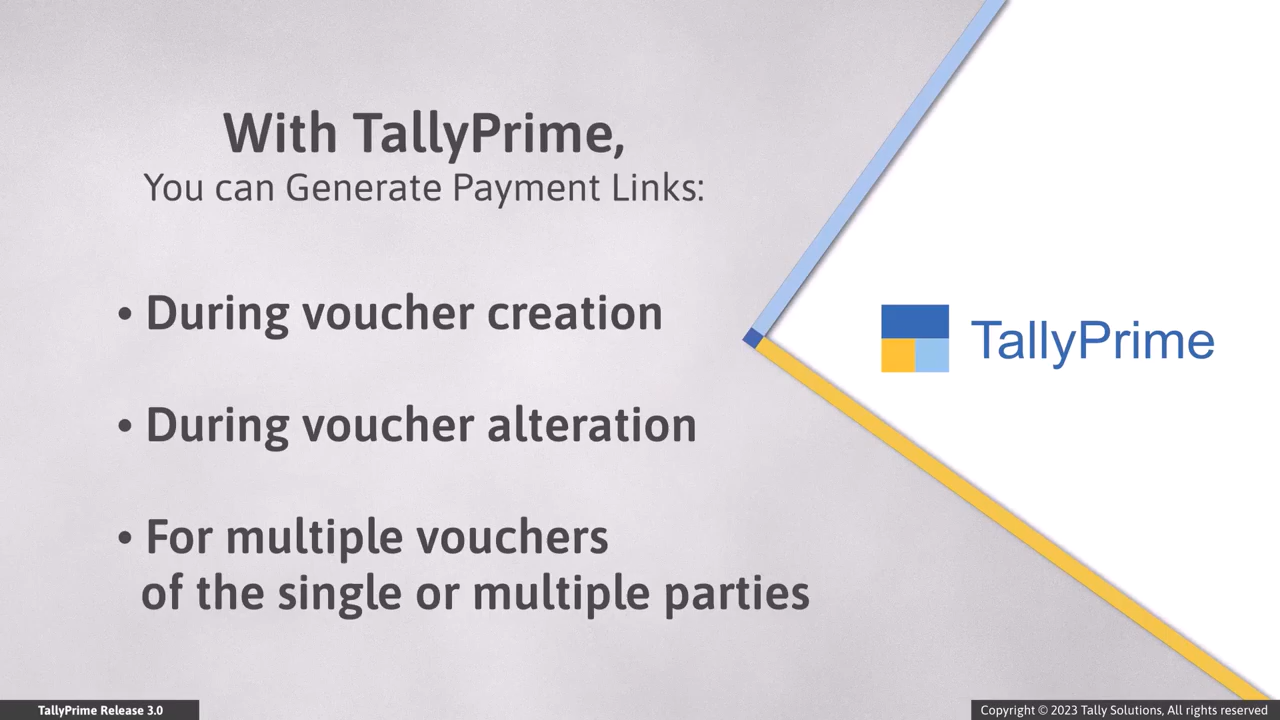 With TallyPrime,
You can Generate Payment Links:
• During voucher creation
• During voucher alteration
• For multiple vouchers
of the single or multiple parties
TallyPrime
TallyPrime Release 3.0
Copyright © 2023 Tally Solutions, All rights reserved